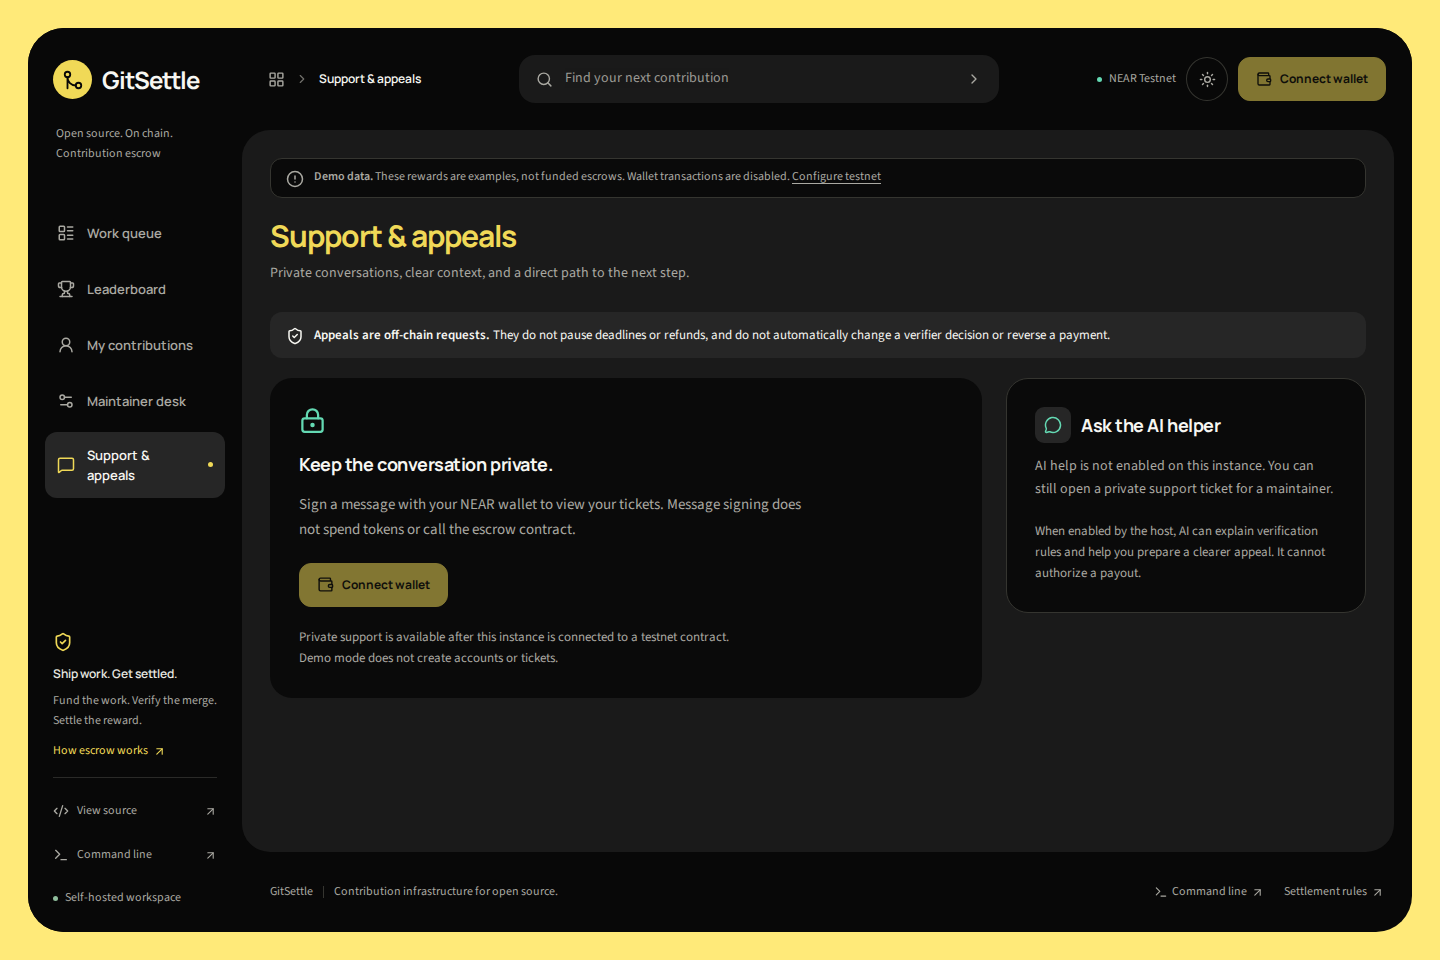 GitSettle
Open source. On chain.
Contribution escrow
Work queue
Leaderboard
My contributions
Maintainer desk
Support &
appeals
Ship work. Get settled.
Fund the work. Verify the merge.
Settle the reward.
How escrow works
View source
Command line
Self-hosted workspace
Support & appeals
Find your next contribution
NEAR Testnet
Connect wallet
Demo data. These rewards are examples, not funded escrows. Wallet transactions are disabled. Configure testnet
Support & appeals
Private conversations, clear context, and a direct path to the next step.
Appeals are off-chain requests. They do not pause deadlines or refunds, and do not automatically change a verifier decision or reverse a payment.
Keep the conversation private.
Sign a message with your NEAR wallet to view your tickets. Message signing does
not spend tokens or call the escrow contract.
Connect wallet
Private support is available after this instance is connected to a testnet contract.
Demo mode does not create accounts or tickets.
Ask the AI helper
AI help is not enabled on this instance. You can
still open a private support ticket for a maintainer.
When enabled by the host, AI can explain verification
rules and help you prepare a clearer appeal. It cannot
authorize a payout.
GitSettle
Contribution infrastructure for open source.
Command line
Settlement rules